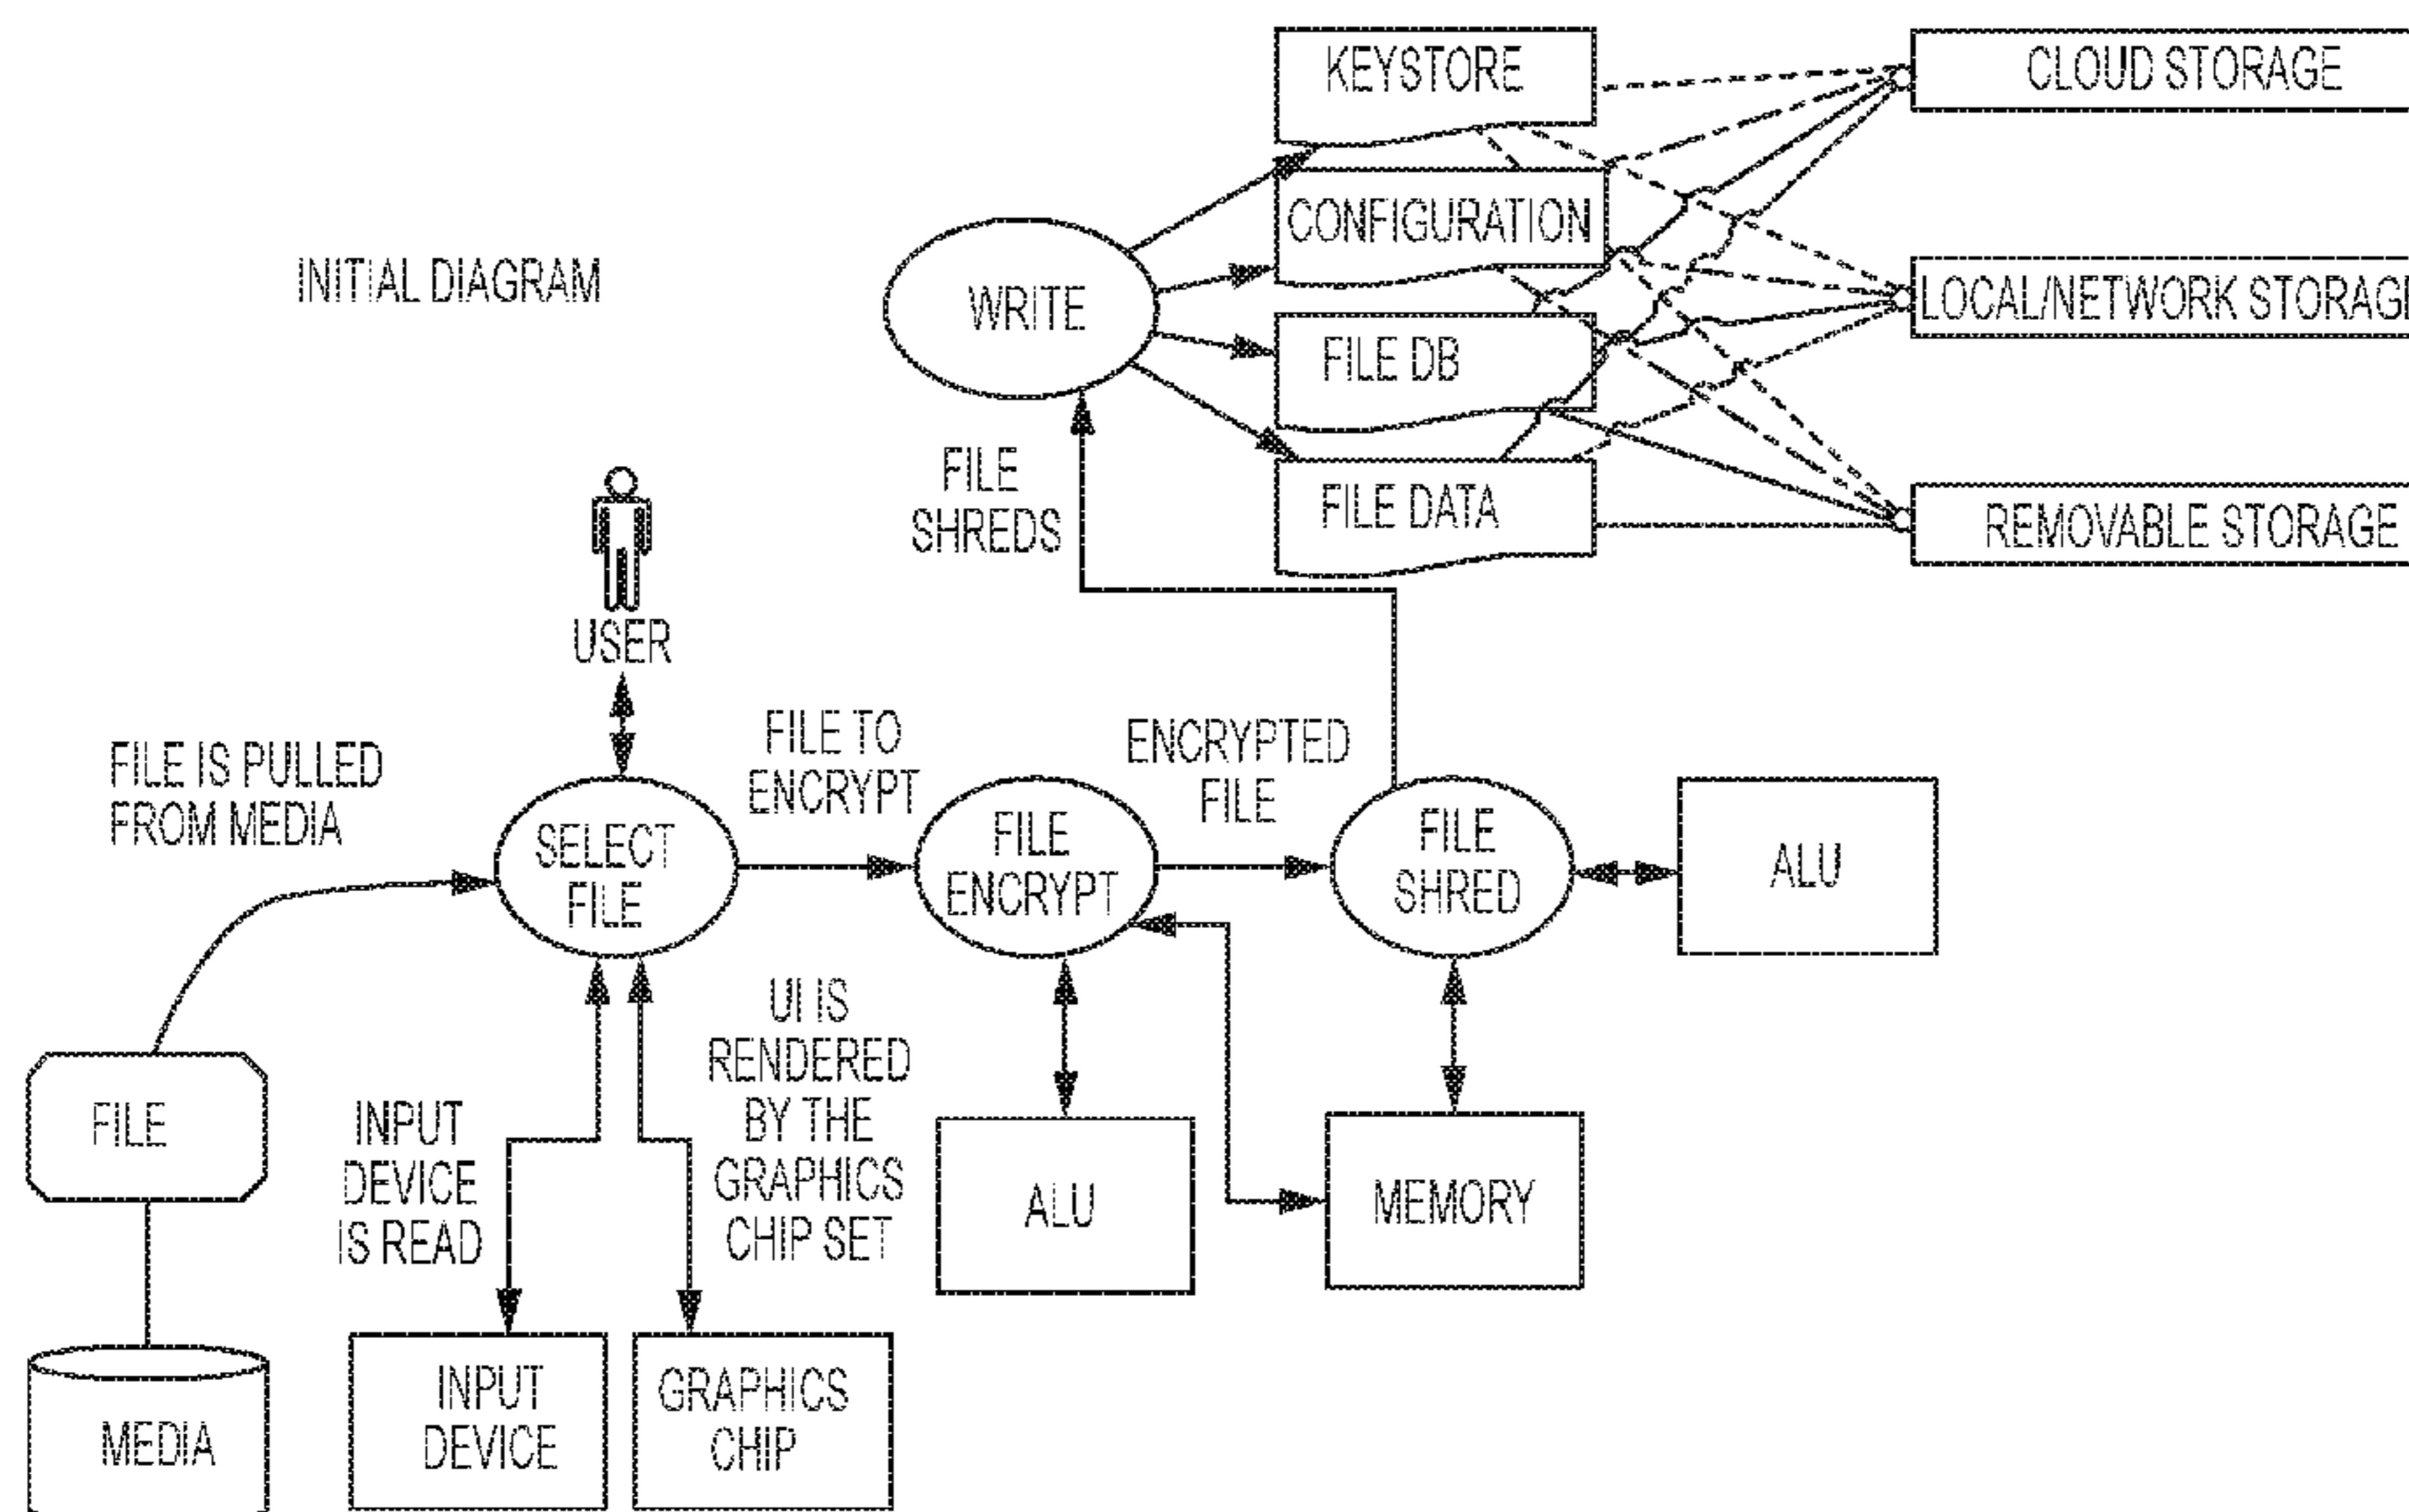 KEYSTORE
CLOUD STORAGE
CONFIGURATION
INITIAL DIAGRAM
WRITE
LOCAL/NETWORK STORAGE
FILE DB
FILE
SHREDS
FILE DATA
REMOVABLE STORAGE
USER
FILE IS PULLED
FROM MEDIA
FILE TO
ENCRYPT
ENCRYPTED
FILE
SELECT
FILE
FILE
ENCRYPT
FILE
SHRED
ALU
UI IS
RENDERED
BY THE
GRAPHICS
CHIP SET
FILE
INPUT
DEVICE
IS READ
ALU
MEMORY
MEDIA
INPUT
DEVICE
GRAPHICS
CHIP